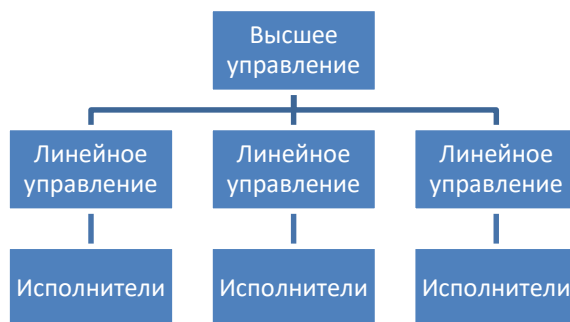 Высшее
управление
Линейное
управление
Линейное
управление
Линейное
управление
Исполнители
Исполнители
Исполнители